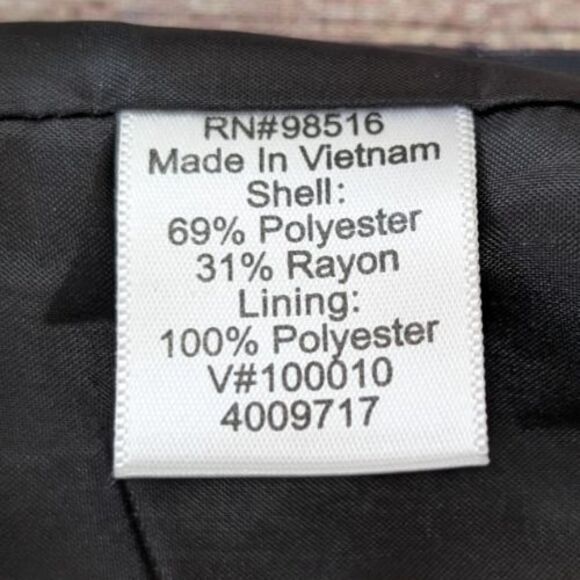 RN#98516
Made In Vietnam
Shell:
69% Polyester
31% Rayon
Lining:
100% Polyester
V#100010
4009717